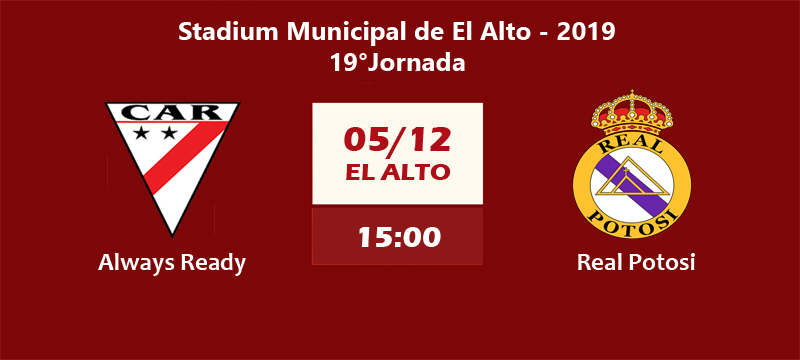 Stadium Municipal de El Alto - 2019
19°Jornada
CAR
05/12
EL ALTO
15:00
REAL
POTOSI
Always Ready
Real Potosi